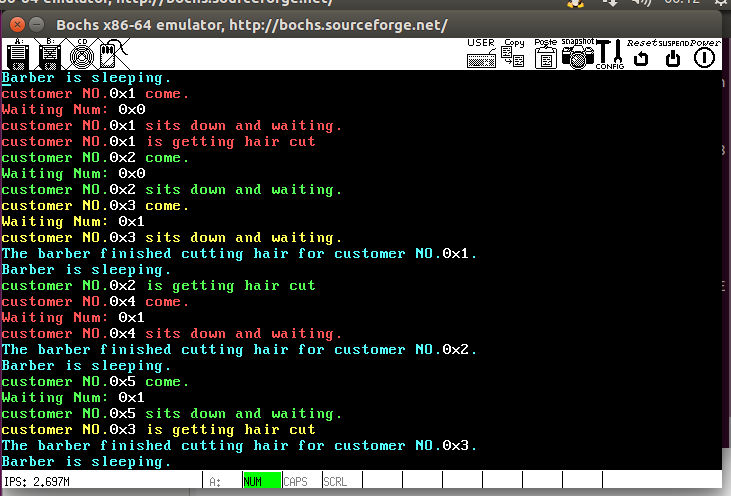 00-04 emulator, http://bochs.sourceforge.net/
Bochs x86-64 emulator, http://bochs.sourceforge.net/
A: B: CD USER Copy Paste snapshot CONFIG Reset SUSPEND Power
Barber is sleeping.
customer NO.0x1 come.
Waiting Num: 0x0
customer NO.0x1 sits down and waiting.
customer NO.0x1 is getting hair cut
customer NO.0x2 come.
Waiting Num: 0x0
customer NO.0x2 sits down and waiting.
customer NO.0x3 come.
Waiting Num: 0x1
customer NO.0x3 sits down and waiting.
The barber finished cutting hair for customer NO.0x1.
Barber is sleeping.
customer NO.0x2 is getting hair cut
customer NO.0x4 come.
Waiting Num: 0x1
customer NO.0x4 sits down and waiting.
The barber finished cutting hair for customer NO.0x2.
Barber is sleeping.
customer NO.0x5 come.
Waiting Num: 0x1
customer NO.0x5 sits down and waiting.
customer NO.0x3 is getting hair cut
The barber finished cutting hair for customer NO.0x3.
Barber is sleeping.
IPS: 2.697M A: NUM CAPS SCRL